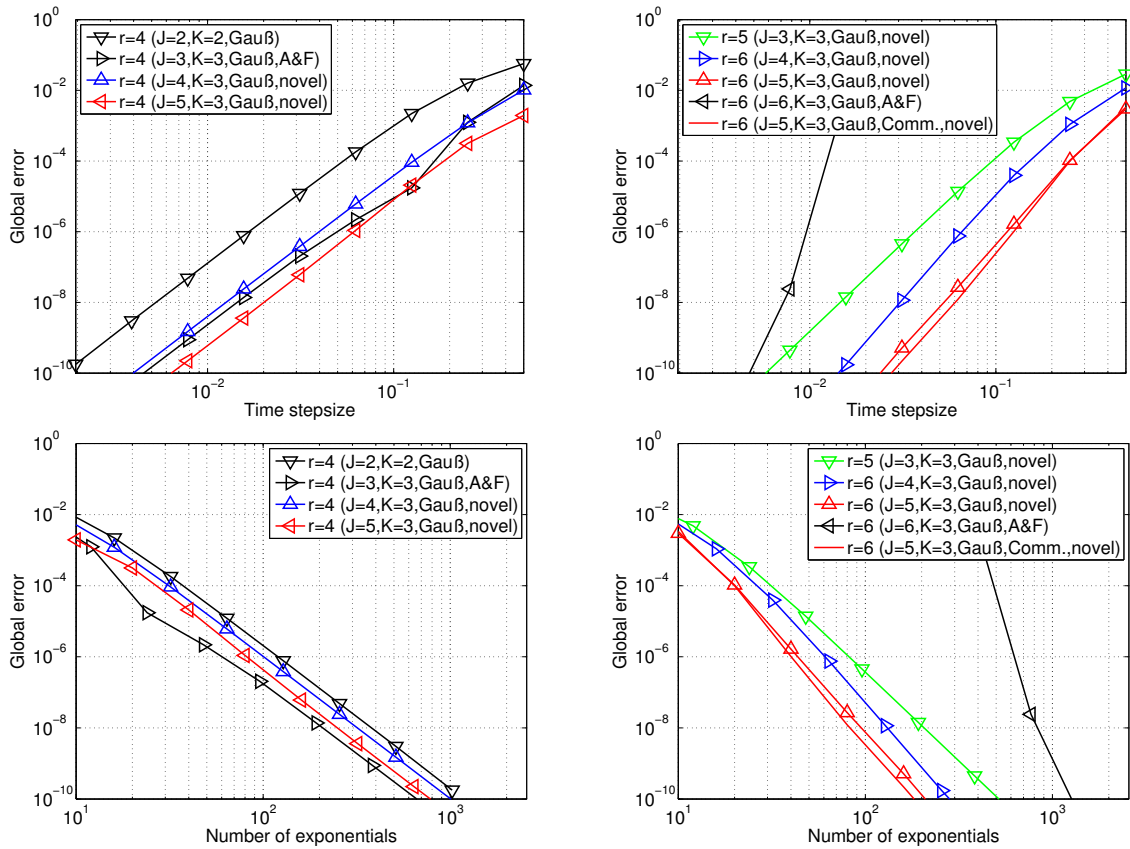 10^0
10^-2
10^-4
10^-6
10^-8
10^-10
Global error
10^-2
10^-1
Time stepsize
r=4 (J=2,K=2,Gauß)
r=4 (J=3,K=3,Gauß,A&F)
r=4 (J=4,K=3,Gauß,novel)
r=4 (J=5,K=3,Gauß,novel)
10^0
10^-2
10^-4
10^-6
10^-8
10^-10
Global error
10^-2
10^-1
Time stepsize
r=5 (J=3,K=3,Gauß,novel)
r=6 (J=4,K=3,Gauß,novel)
r=6 (J=5,K=3,Gauß,novel)
r=6 (J=6,K=3,Gauß,A&F)
r=6 (J=5,K=3,Gauß,Comm.,novel)
10^0
10^-2
10^-4
10^-6
10^-8
10^-10
Global error
10^1
10^2
10^3
Number of exponentials
r=4 (J=2,K=2,Gauß)
r=4 (J=3,K=3,Gauß,A&F)
r=4 (J=4,K=3,Gauß,novel)
r=4 (J=5,K=3,Gauß,novel)
10^0
10^-2
10^-4
10^-6
10^-8
10^-10
Global error
10^1
10^2
10^3
Number of exponentials
r=5 (J=3,K=3,Gauß,novel)
r=6 (J=4,K=3,Gauß,novel)
r=6 (J=5,K=3,Gauß,novel)
r=6 (J=6,K=3,Gauß,A&F)
r=6 (J=5,K=3,Gauß,Comm.,novel)